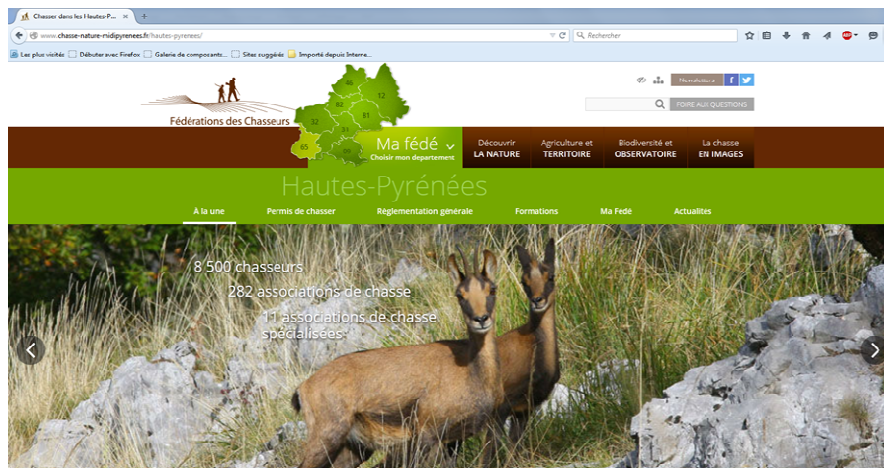 Chasser dans les Hautes-P...
www.chasse-nature-midipyrenees.fr/hautes-pyrenees/
Rechercher
ABP
Les plus visités
Débuter avec Firefox
Galerie de composants...
Sites suggérés
Importé depuis Interne...
f
FOIRE AUX QUESTIONS
Fédérations des Chasseurs
46
12
82
32
81
31
65
09
Ma fédé
Choisir mon departement
Découvrir
LA NATURE
Agriculture et
TERRITOIRE
Biodiversité et
OBSERVATOIRE
La chasse
EN IMAGES
Hautes-Pyrénées
A la une
Permis de chasser
Règlementation générale
Formations
Ma Fedé
Actualités
8 500 chasseurs
282 associations de chasse
11 associations de chasse
spécialisées